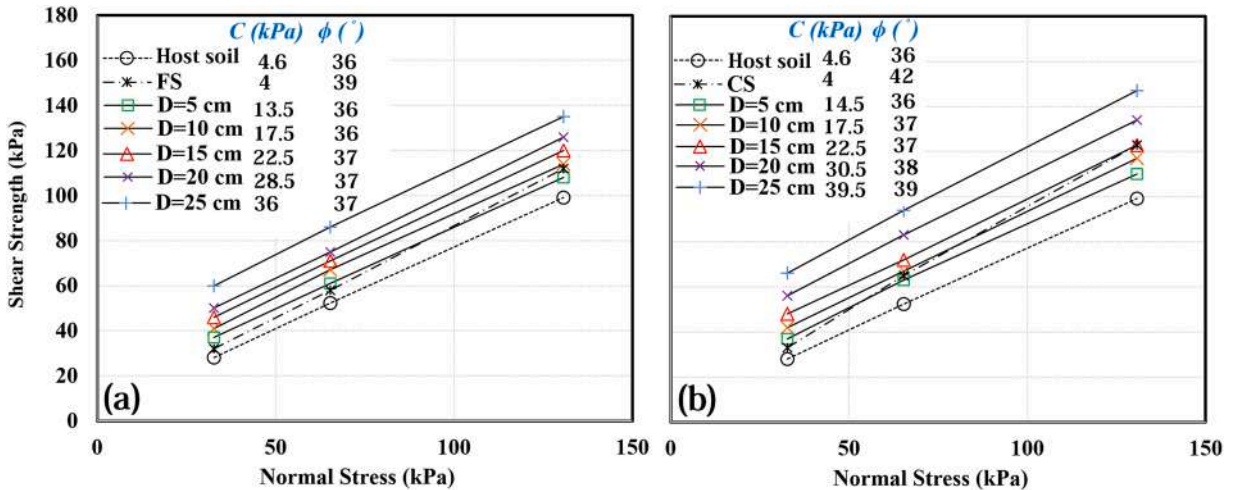 180
160
140
120
100
80
60
40
20
0
Shear Strength (kPa)
C (kPa) ϕ (°)
Host soil 4.6 36
FS 4 39
D=5 cm 13.5 36
D=10 cm 17.5 36
D=15 cm 22.5 37
D=20 cm 28.5 37
D=25 cm 36 37
(a)
0 50 100 150
Normal Stress (kPa)
C (kPa) ϕ (°)
Host soil 4.6 36
CS 4 42
D=5 cm 14.5 36
D=10 cm 17.5 37
D=15 cm 22.5 37
D=20 cm 30.5 38
D=25 cm 39.5 39
(b)
0 50 100 150
Normal Stress (kPa)